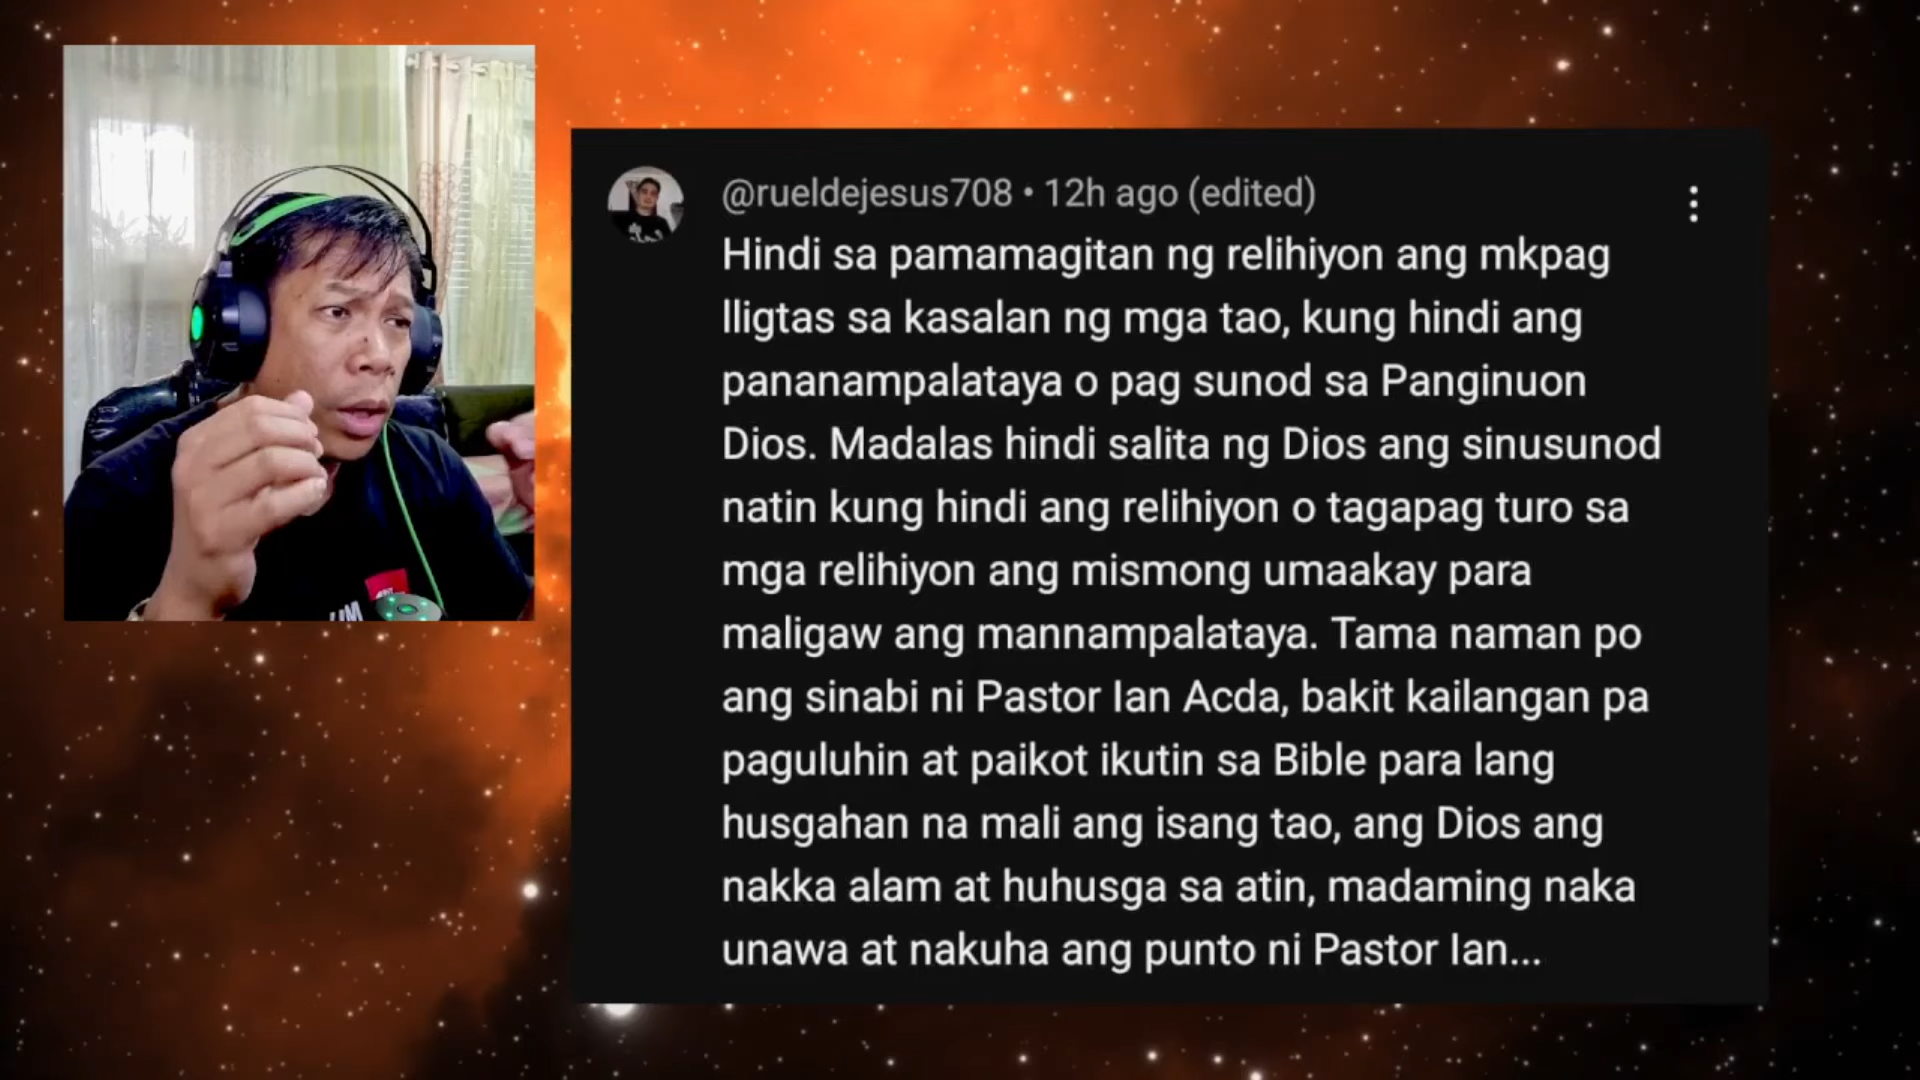 @rueldejesus708 • 12h ago (edited)
Hindi sa pamamagitan ng relihiyon ang mkpag
lligtas sa kasalan ng mga tao, kung hindi ang
pananampalataya o pag sunod sa Panginuon
Dios. Madalas hindi salita ng Dios ang sinusunod
natin kung hindi ang relihiyon o tagapag turo sa
mga relihiyon ang mismong umaakay para
maligaw ang mannampalataya. Tama naman po
ang sinabi ni Pastor Ian Acda, bakit kailangan pa
paguluhin at paikot ikutin sa Bible para lang
husgahan na mali ang isang tao, ang Dios ang
nakka alam at huhusga sa atin, madaming naka
unawa at nakuha ang punto ni Pastor Ian...